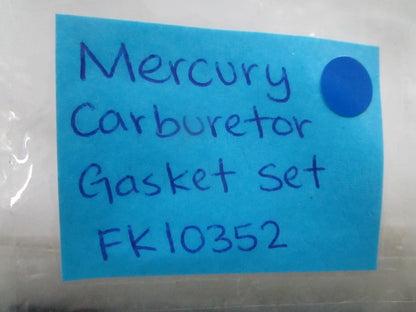 Mercury
Carburetor
Gasket Set
FK10352